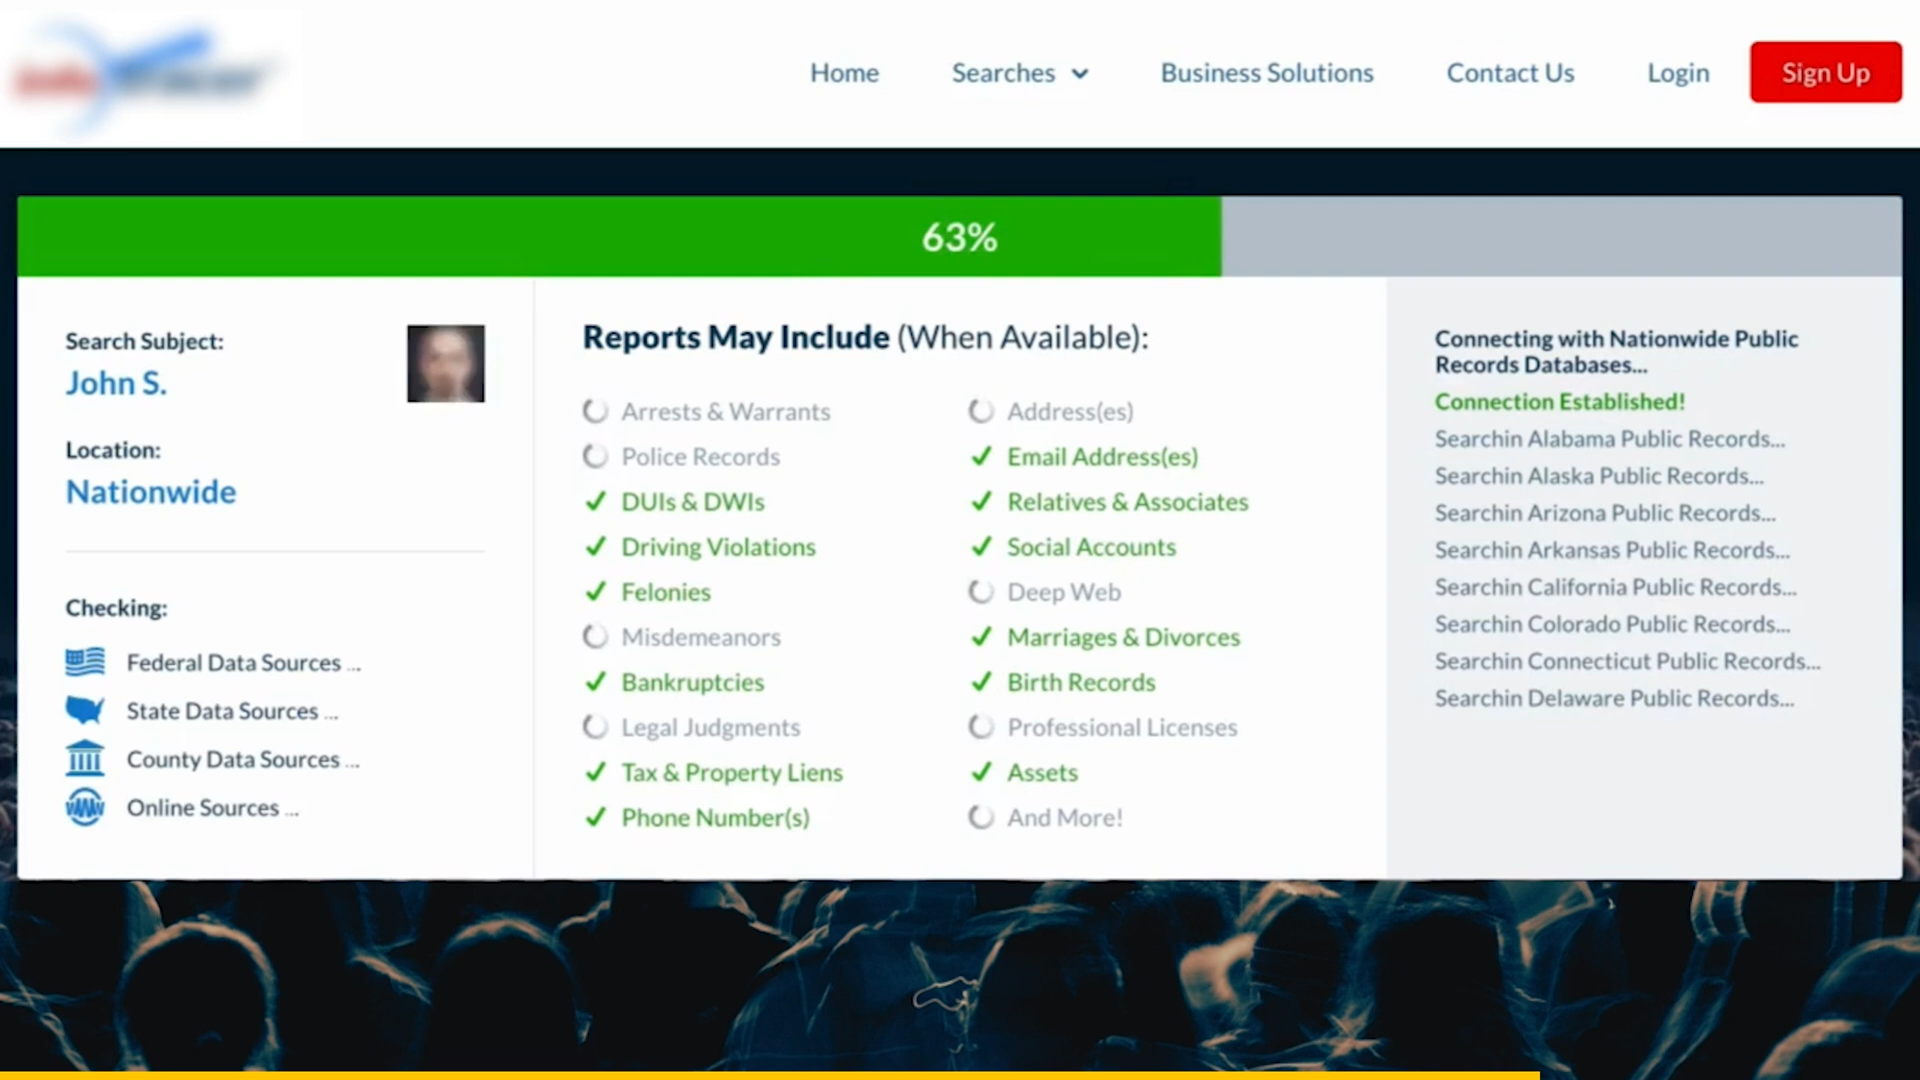 Home
Searches
Business Solutions
Contact Us
Login
Sign Up
63%
Search Subject:
John S.
Location:
Nationwide
Checking:
Federal Data Sources ...
State Data Sources ...
County Data Sources ...
Online Sources ...
Reports May Include (When Available):
Arrests & Warrants
Police Records
DUIs & DWIs
Driving Violations
Felonies
Misdemeanors
Bankruptcies
Legal Judgments
Tax & Property Liens
Phone Number(s)
Address(es)
Email Address(es)
Relatives & Associates
Social Accounts
Deep Web
Marriages & Divorces
Birth Records
Professional Licenses
Assets
And More!
Connecting with Nationwide Public
Records Databases...
Connection Established!
Searchin Alabama Public Records...
Searchin Alaska Public Records...
Searchin Arizona Public Records...
Searchin Arkansas Public Records...
Searchin California Public Records...
Searchin Colorado Public Records...
Searchin Connecticut Public Records...
Searchin Delaware Public Records...